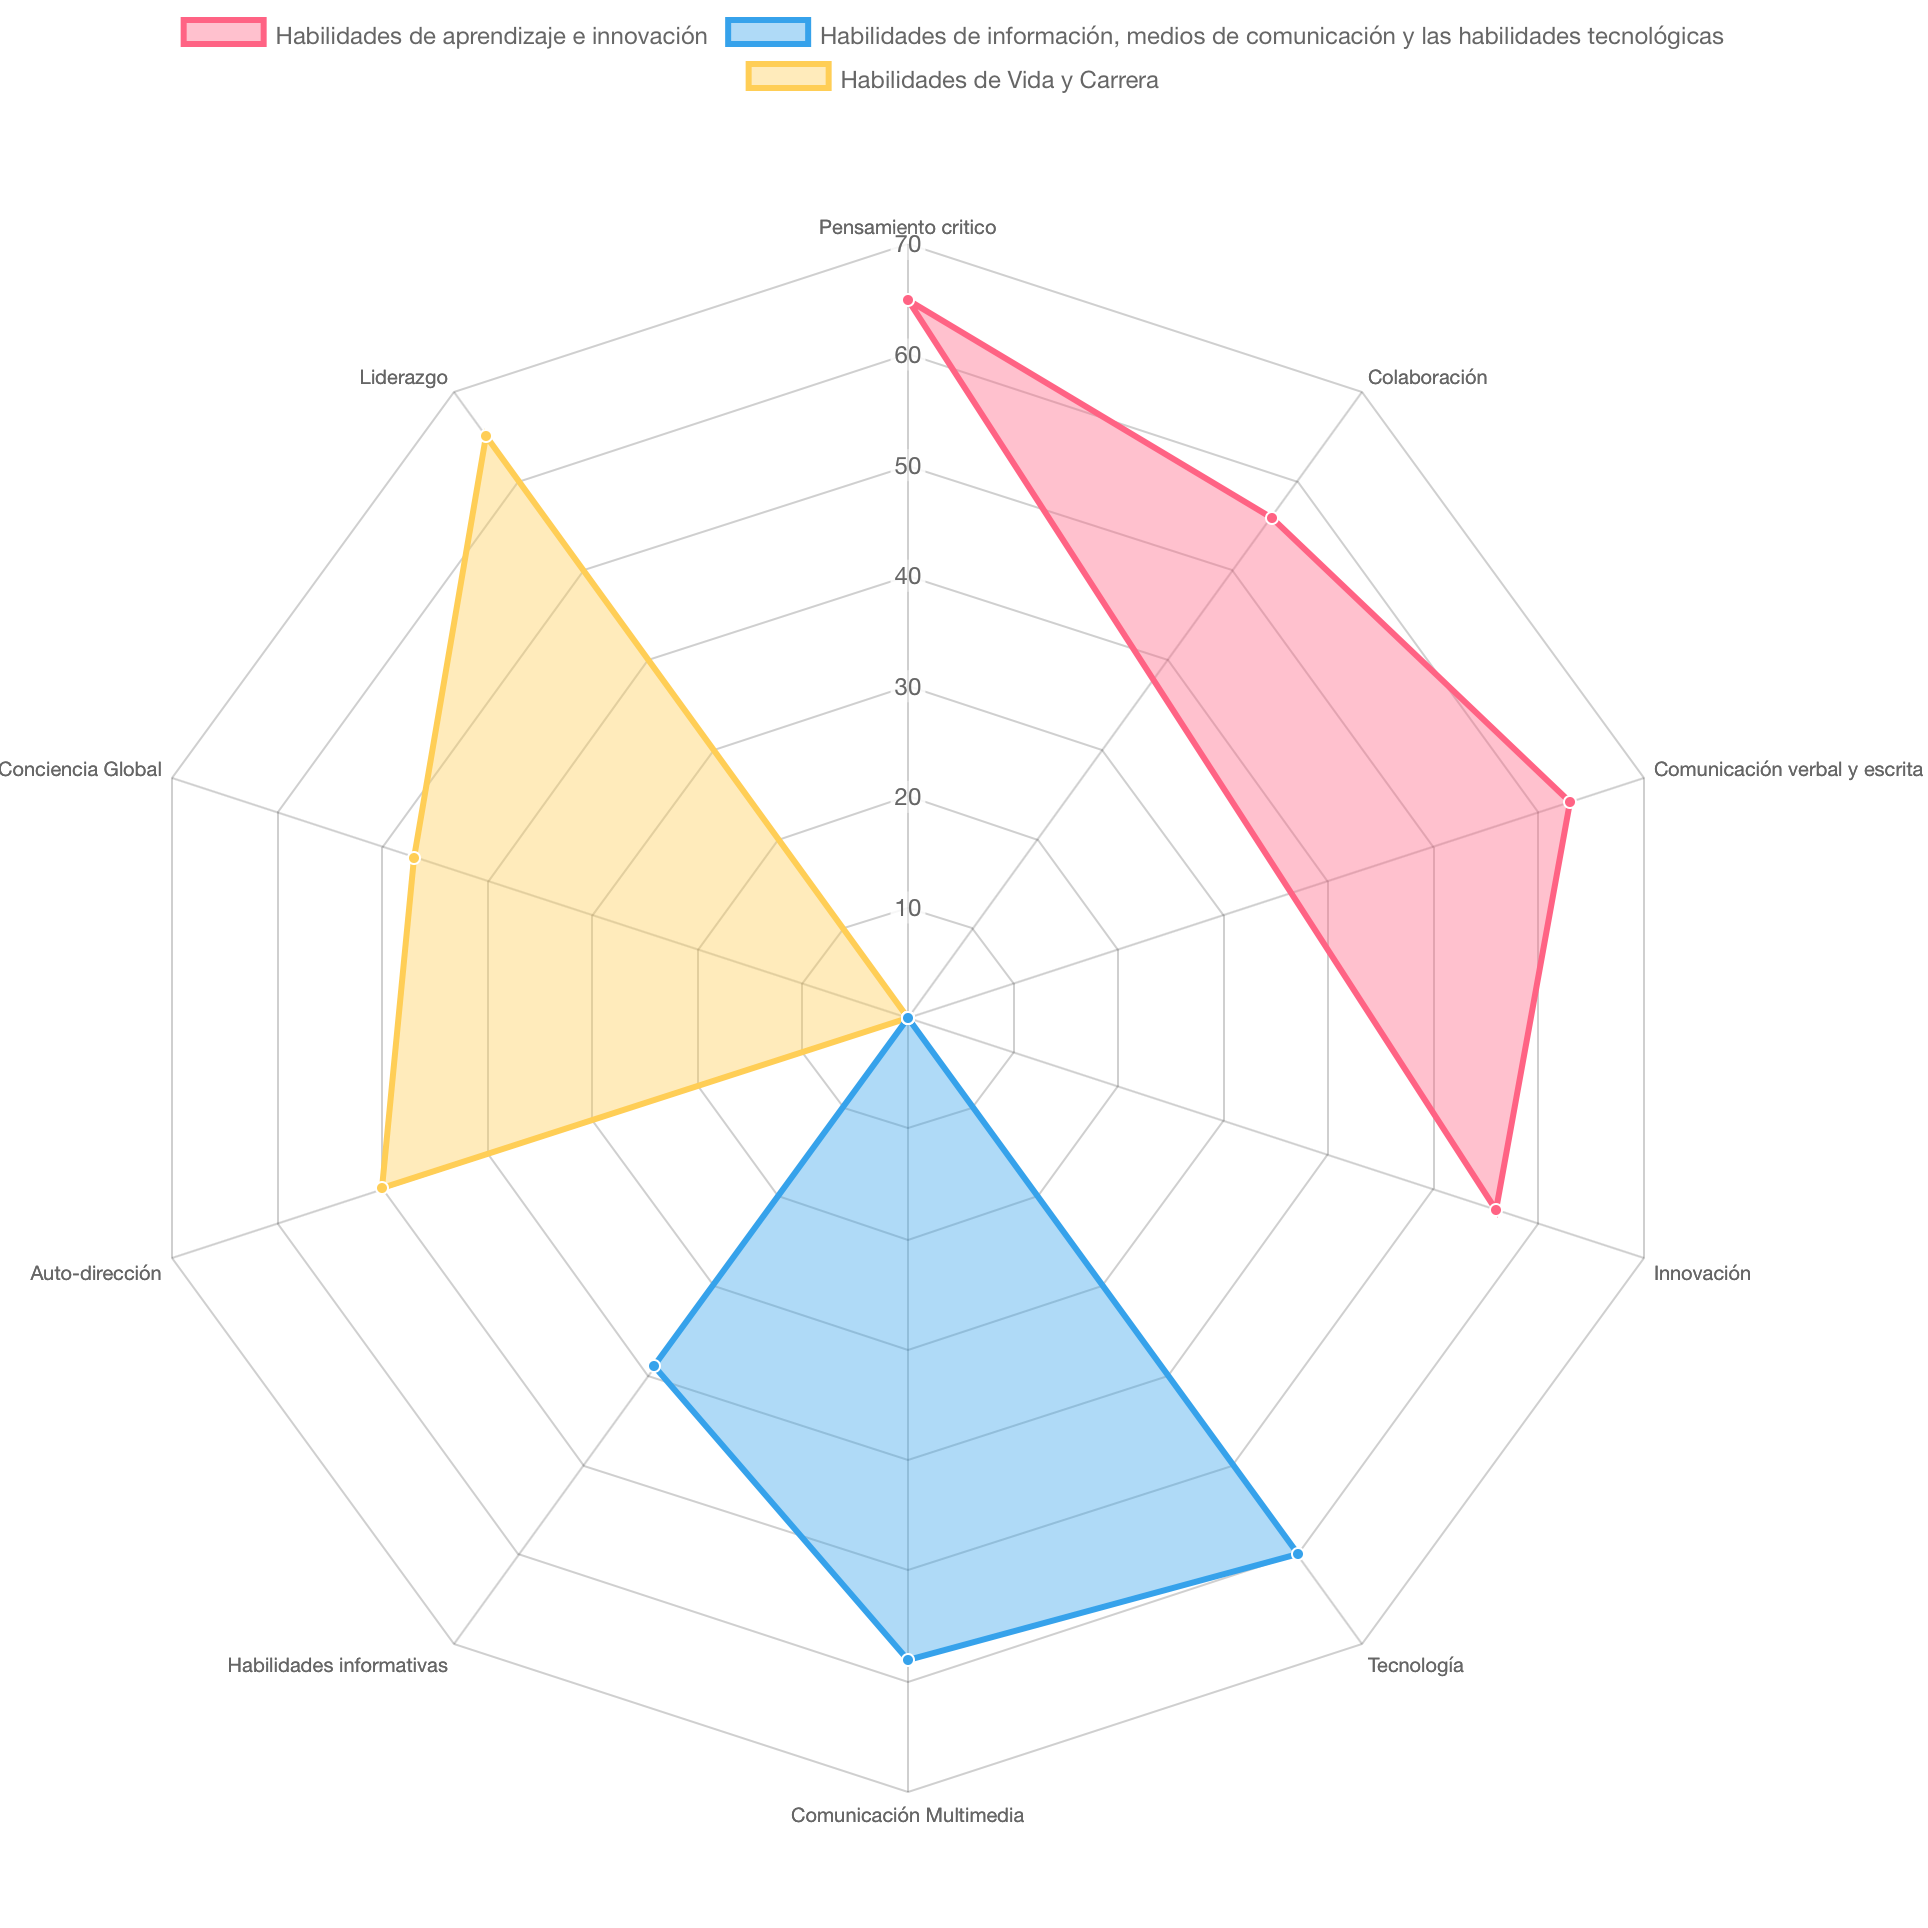 Habilidades de aprendizaje e innovación
Habilidades de información, medios de comunicación y las habilidades tecnológicas
Habilidades de Vida y Carrera
Pensamiento critico
70
60
50
40
30
20
10
Liderazgo
Colaboración
Conciencia Global
Comunicación verbal y escrita
Auto-dirección
Innovación
Habilidades informativas
Tecnología
Comunicación Multimedia